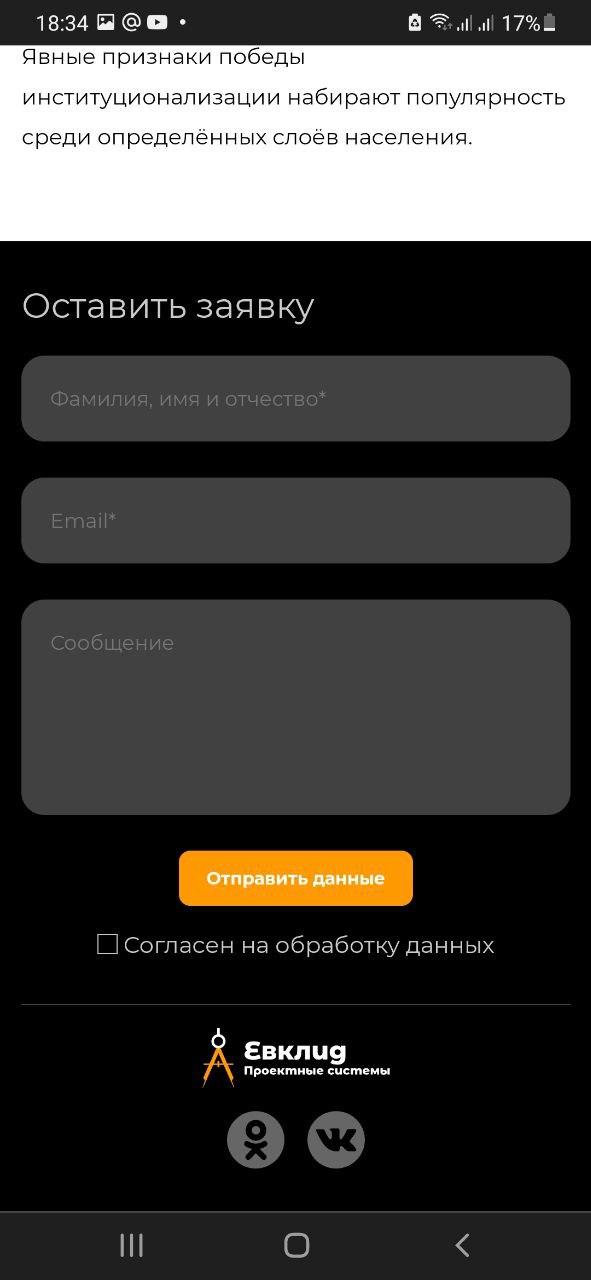 18:34
17%
Явные признаки победы
институционализации набирают популярность
среди определённых слоёв населения.
Оставить заявку
Фамилия, имя и отчество*
Email*
Сообщение
Отправить данные
Согласен на обработку данных
Евклид
Проектные системы